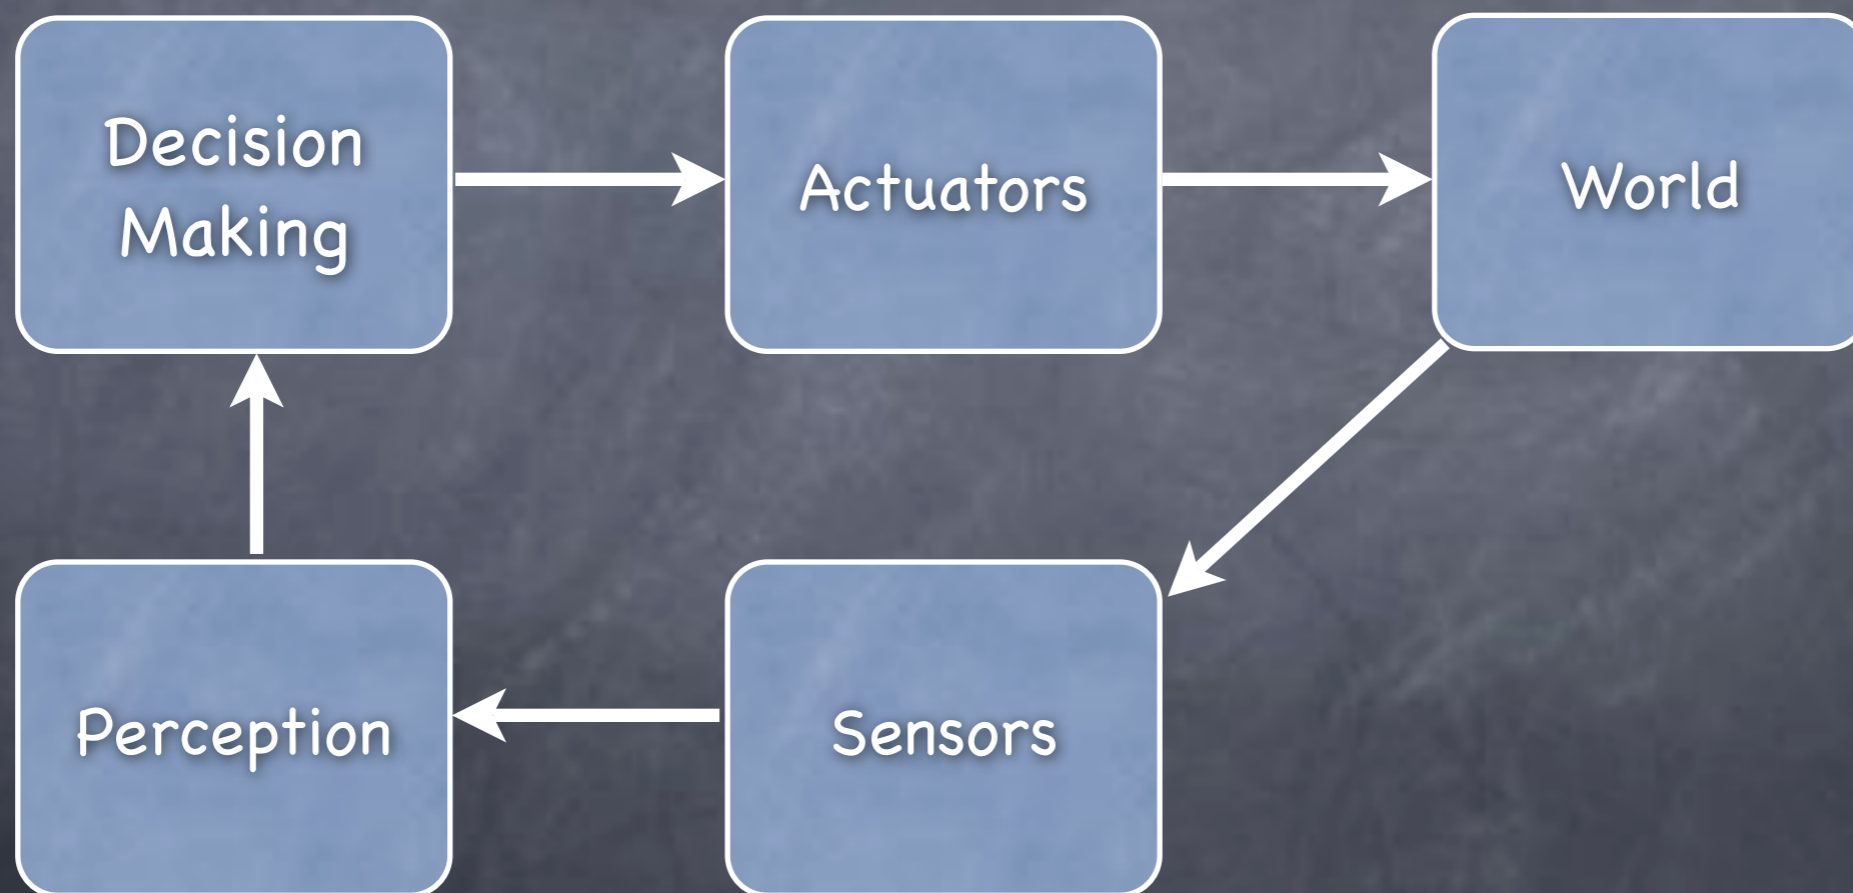 Decision
Making
Actuators
World
Perception
Sensors